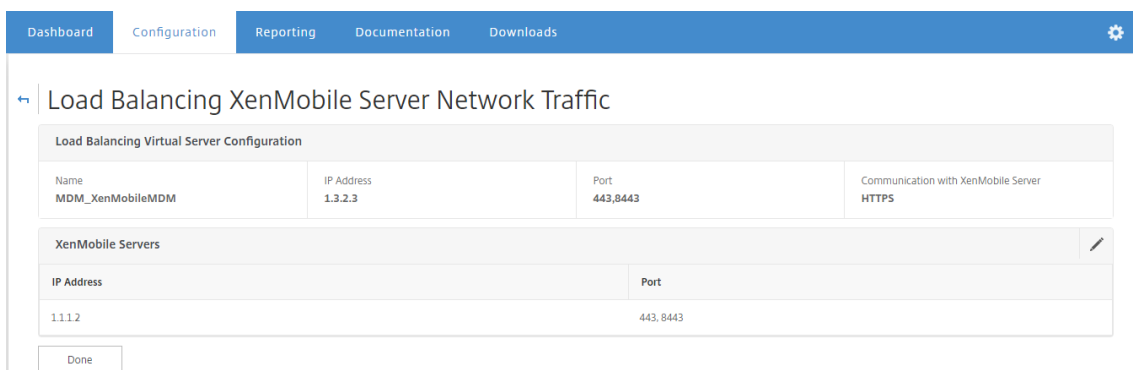 Dashboard Configuration Reporting Documentation Downloads
Load Balancing XenMobile Server Network Traffic
Load Balancing Virtual Server Configuration
Name IP Address Port Communication with XenMobile Server
MDM_XenMobileMDM 1.3.2.3 443,8443 HTTPS
XenMobile Servers
IP Address Port
1.1.1.2 443, 8443
Done